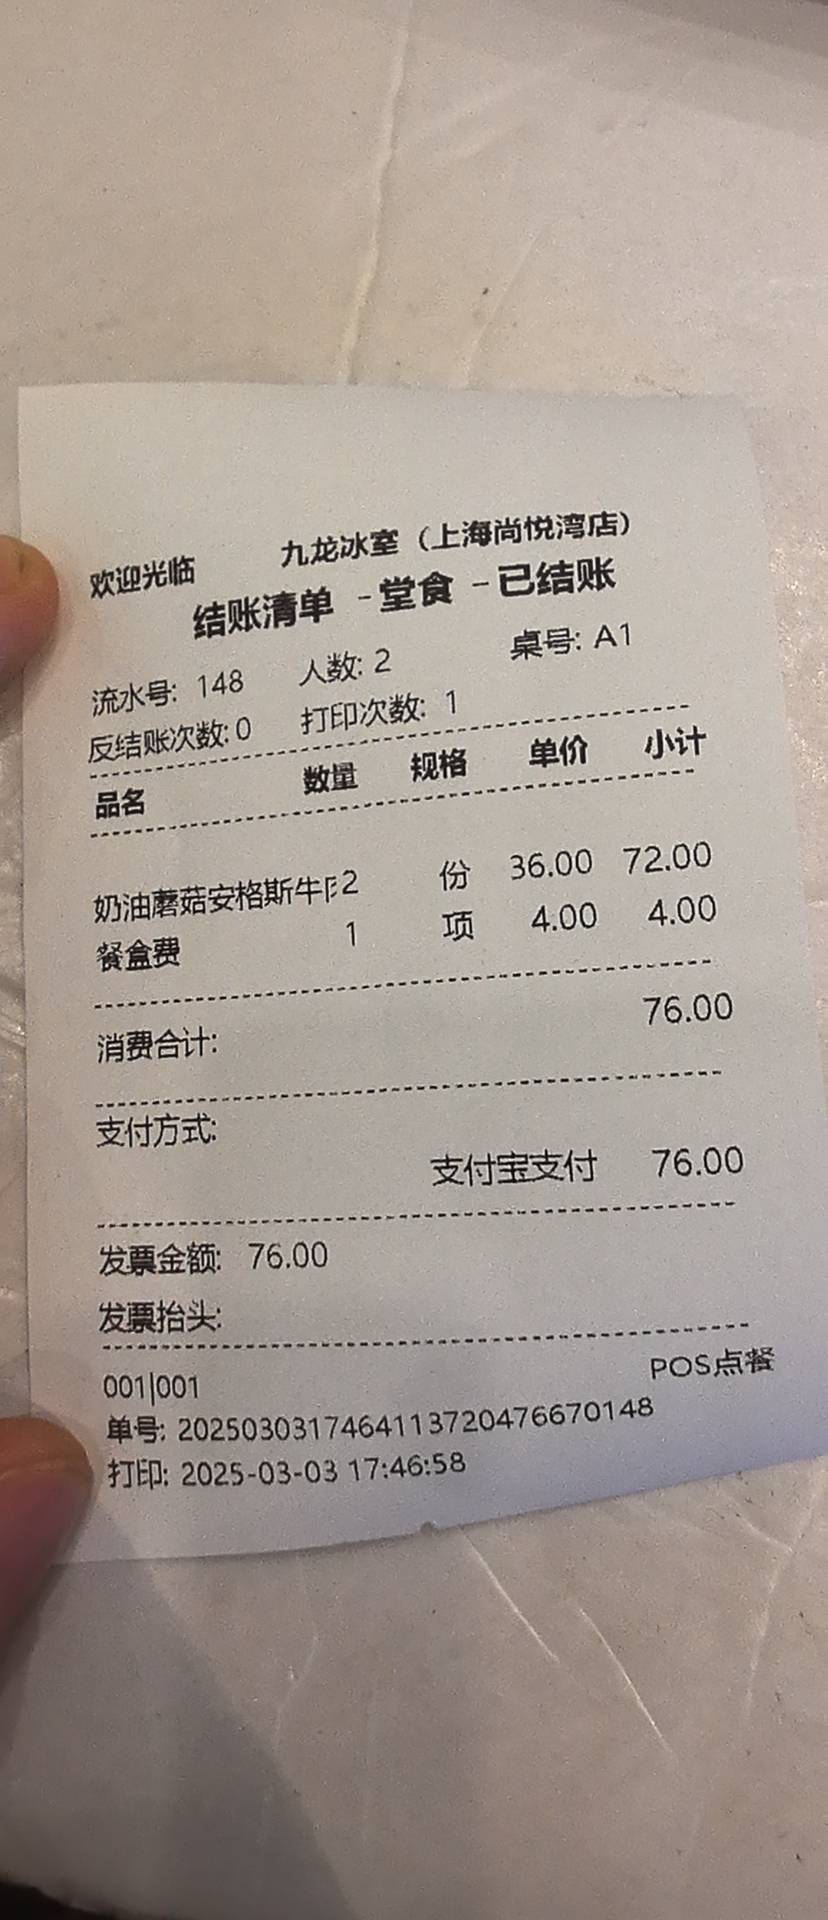 欢迎光临 九龙冰室（上海尚悦湾店）
结账清单 -堂食 -已结账
流水号: 148 人数: 2 桌号: A1
反结账次数:0 打印次数: 1
品名 数量 规格 单价 小计
奶油蘑菇安格斯牛 2 份 36.00 72.00
餐盒费 1 项 4.00 4.00
消费合计: 76.00
支付方式:
支付宝支付 76.00
发票金额: 76.00
发票抬头:
001|001 POS点餐
单号: 20250303174641137204766​70148
打印: 2025-03-03 17:46:58